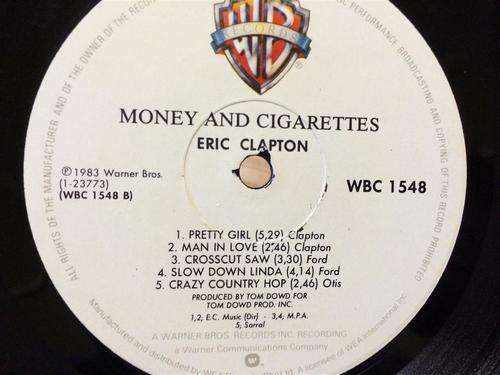 RECORDS
MONEY AND CIGARETTES
ERIC CLAPTON
℗1983 Warner Bros.
(1-23773)
(WBC 1548 B)
WBC 1548
1. PRETTY GIRL (5,29) Clapton
2. MAN IN LOVE (2,46) Clapton
3. CROSSCUT SAW (3,30) Ford
4. SLOW DOWN LINDA (4,14) Ford
5. CRAZY COUNTRY HOP (2,46) Otis
PRODUCED BY TOM DOWD FOR
TOM DOWD PROD. INC.
1,2; E.C. Music (Dir) - 3,4; M.P.A.
5; Sarral
A WARNER BROS. RECORDS INC. RECORDING
a Warner Communications Company
ALL RIGHTS OF THE MANUFACTURER AND OF THE OWNER OF THE
PERFORMANCE BROADCASTING AND COPYING OF THIS RECORD PROHIBITED
Manufactured and distributed by WE
A licensee of WEA International Inc.